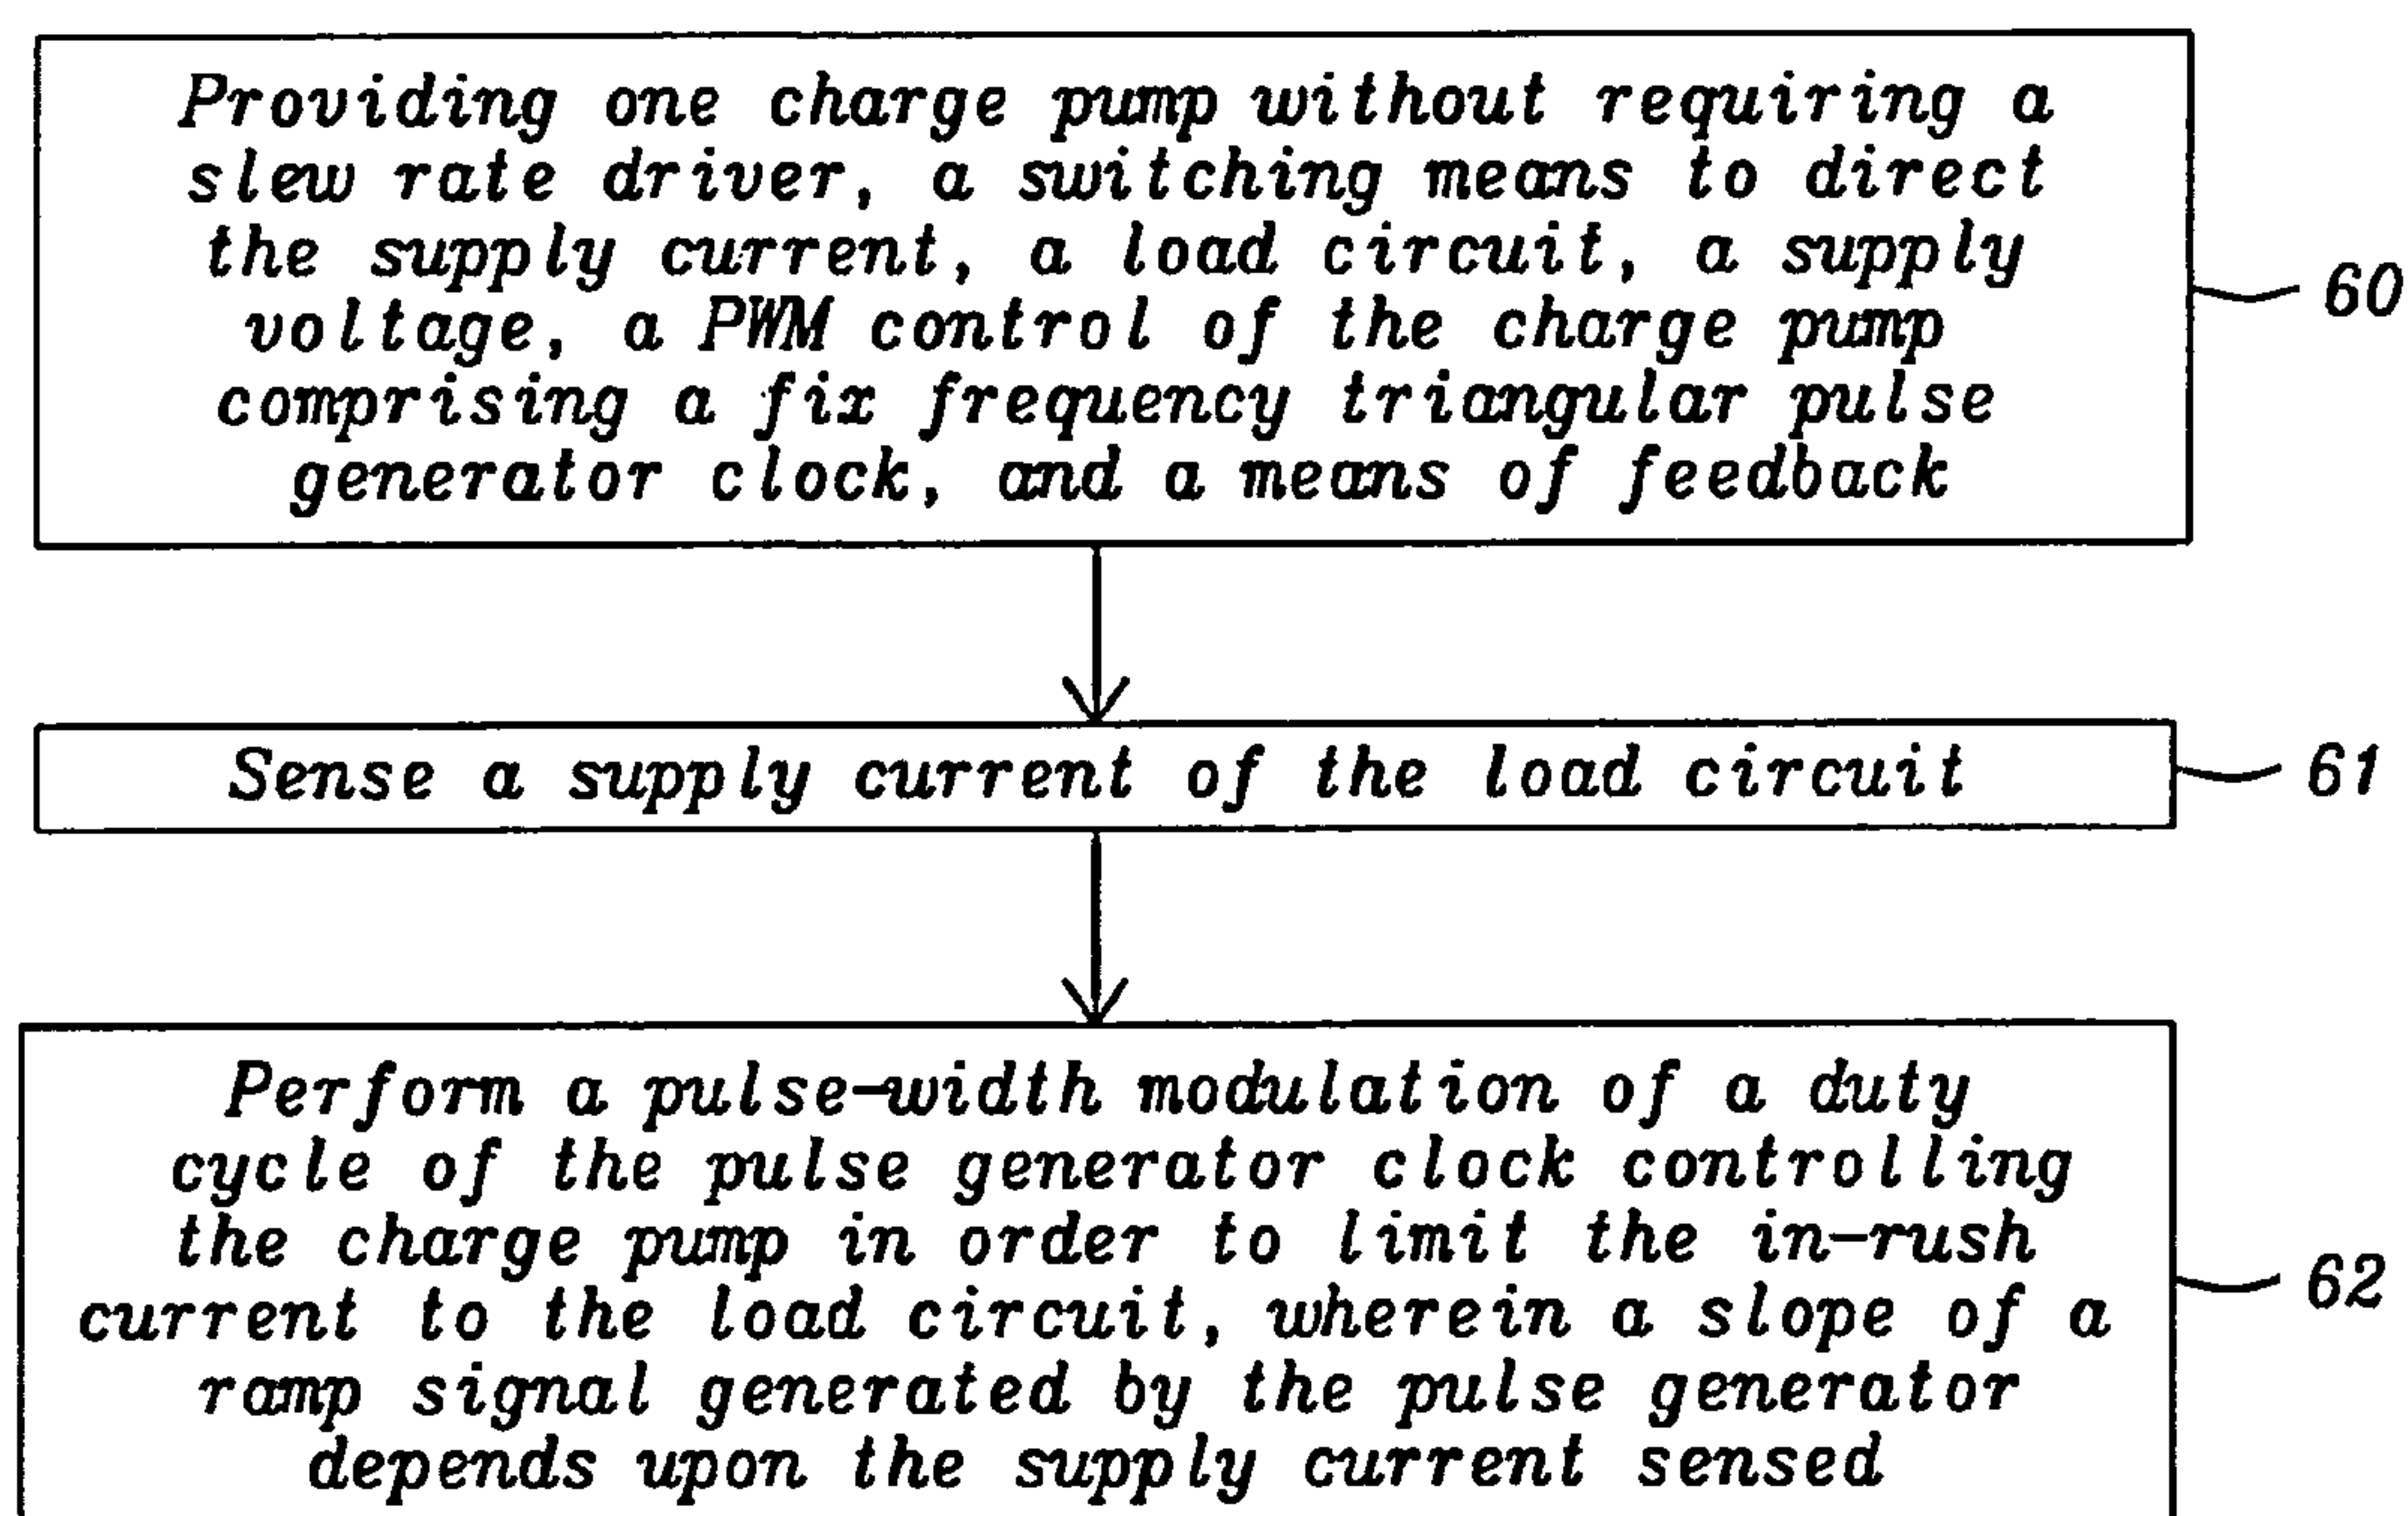 Providing one charge pump without requiring a
slew rate driver, a switching means to direct
the supply current, a load circuit, a supply
voltage, a PWM control of the charge pump
comprising a fix frequency triangular pulse
generator clock, and a means of feedback
60
Sense a supply current of the load circuit
61
Perform a pulse-width modulation of a duty
cycle of the pulse generator clock controlling
the charge pump in order to limit the in-rush
current to the load circuit, wherein a slope of a
ramp signal generated by the pulse generator
depends upon the supply current sensed
62